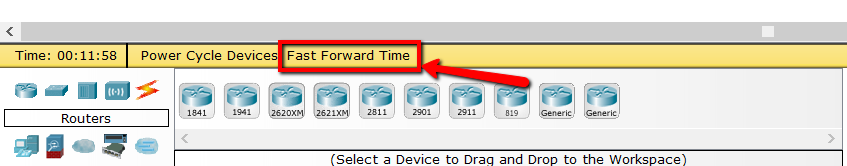 Time: 00:11:58 Power Cycle Devices Fast Forward Time
1841 1941 2620XM 2621XM 2811 2901 2911 819 Generic Generic
Routers
(Select a Device to Drag and Drop to the Workspace)